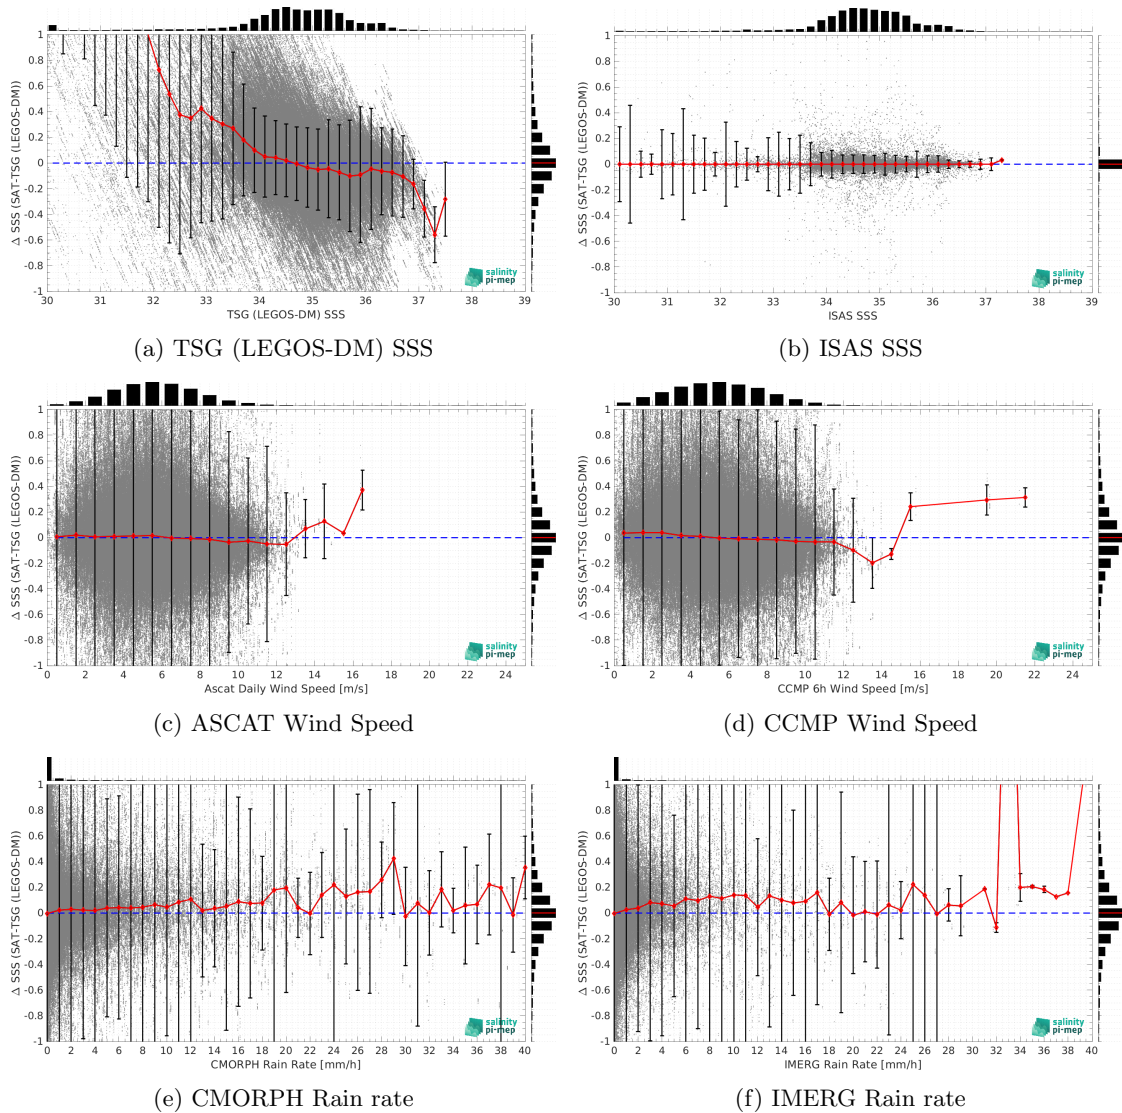 1
0.8
0.6
0.4
0.2
0
-0.2
-0.4
-0.6
-0.8
-1
Δ SSS (SAT-TSG (LEGOS-DM))
30 31 32 33 34 35 36 37 38 39
TSG (LEGOS-DM) SSS
salinity
pi-mep
(a) TSG (LEGOS-DM) SSS
1
0.8
0.6
0.4
0.2
0
-0.2
-0.4
-0.6
-0.8
-1
Δ SSS (SAT-TSG (LEGOS-DM))
30 31 32 33 34 35 36 37 38 39
ISAS SSS
salinity
pi-mep
(b) ISAS SSS
1
0.8
0.6
0.4
0.2
0
-0.2
-0.4
-0.6
-0.8
-1
Δ SSS (SAT-TSG (LEGOS-DM))
0 2 4 6 8 10 12 14 16 18 20 22 24
Ascat Daily Wind Speed [m/s]
salinity
pi-mep
(c) ASCAT Wind Speed
1
0.8
0.6
0.4
0.2
0
-0.2
-0.4
-0.6
-0.8
-1
Δ SSS (SAT-TSG (LEGOS-DM))
0 2 4 6 8 10 12 14 16 18 20 22 24
CCMP 6h Wind Speed [m/s]
salinity
pi-mep
(d) CCMP Wind Speed
1
0.8
0.6
0.4
0.2
0
-0.2
-0.4
-0.6
-0.8
-1
Δ SSS (SAT-TSG (LEGOS-DM))
0 2 4 6 8 10 12 14 16 18 20 22 24 26 28 30 32 34 36 38 40
CMORPH Rain Rate [mm/h]
salinity
pi-mep
(e) CMORPH Rain rate
1
0.8
0.6
0.4
0.2
0
-0.2
-0.4
-0.6
-0.8
-1
Δ SSS (SAT-TSG (LEGOS-DM))
0 2 4 6 8 10 12 14 16 18 20 22 24 26 28 30 32 34 36 38 40
IMERG Rain Rate [mm/h]
salinity
pi-mep
(f) IMERG Rain rate